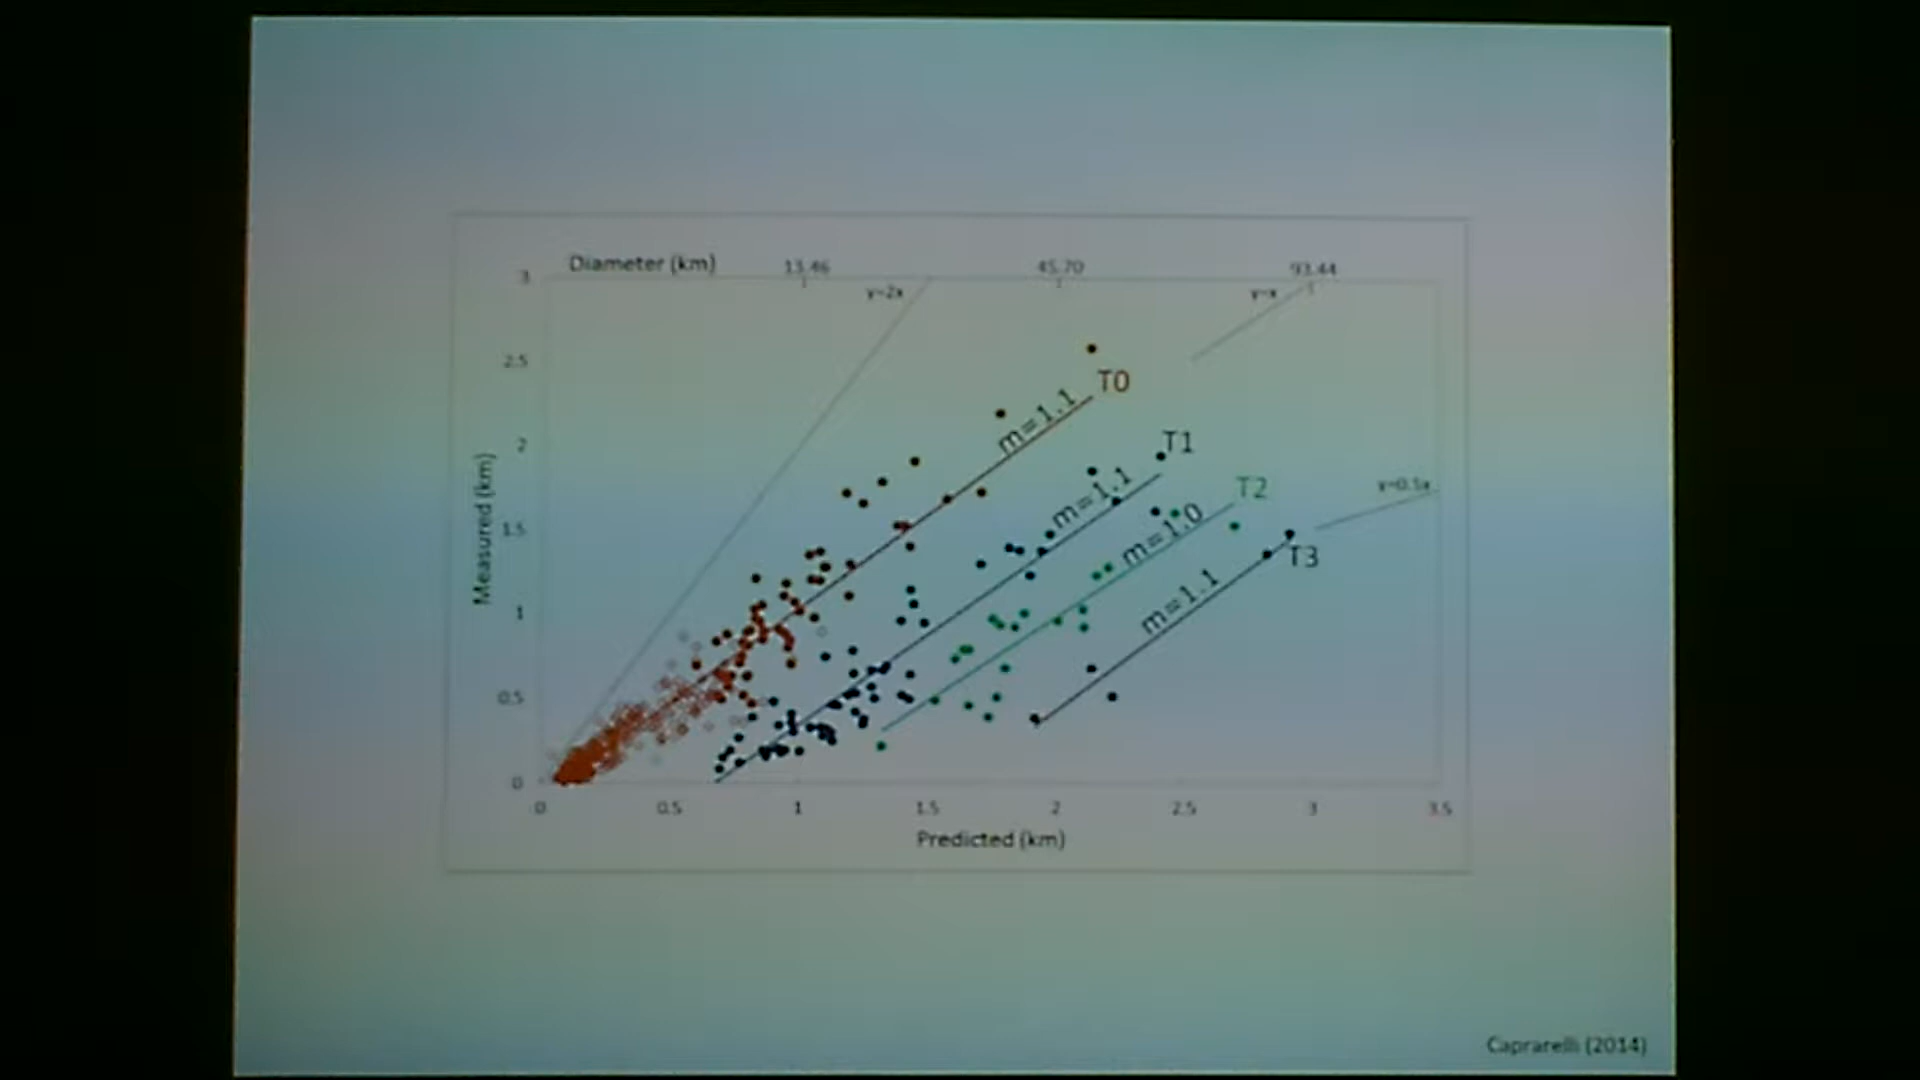 Diameter (km) 13.46 45.70 93.44
3
y=2x
y=x
2.5
T0
m=1.1
2
T1
m=1.1
T2
y=0.5x
Measured (km)
1.5
m=1.0
T3
m=1.1
1
0.5
0
0 0.5 1 1.5 2 2.5 3 3.5
Predicted (km)
Caprarelli (2014)